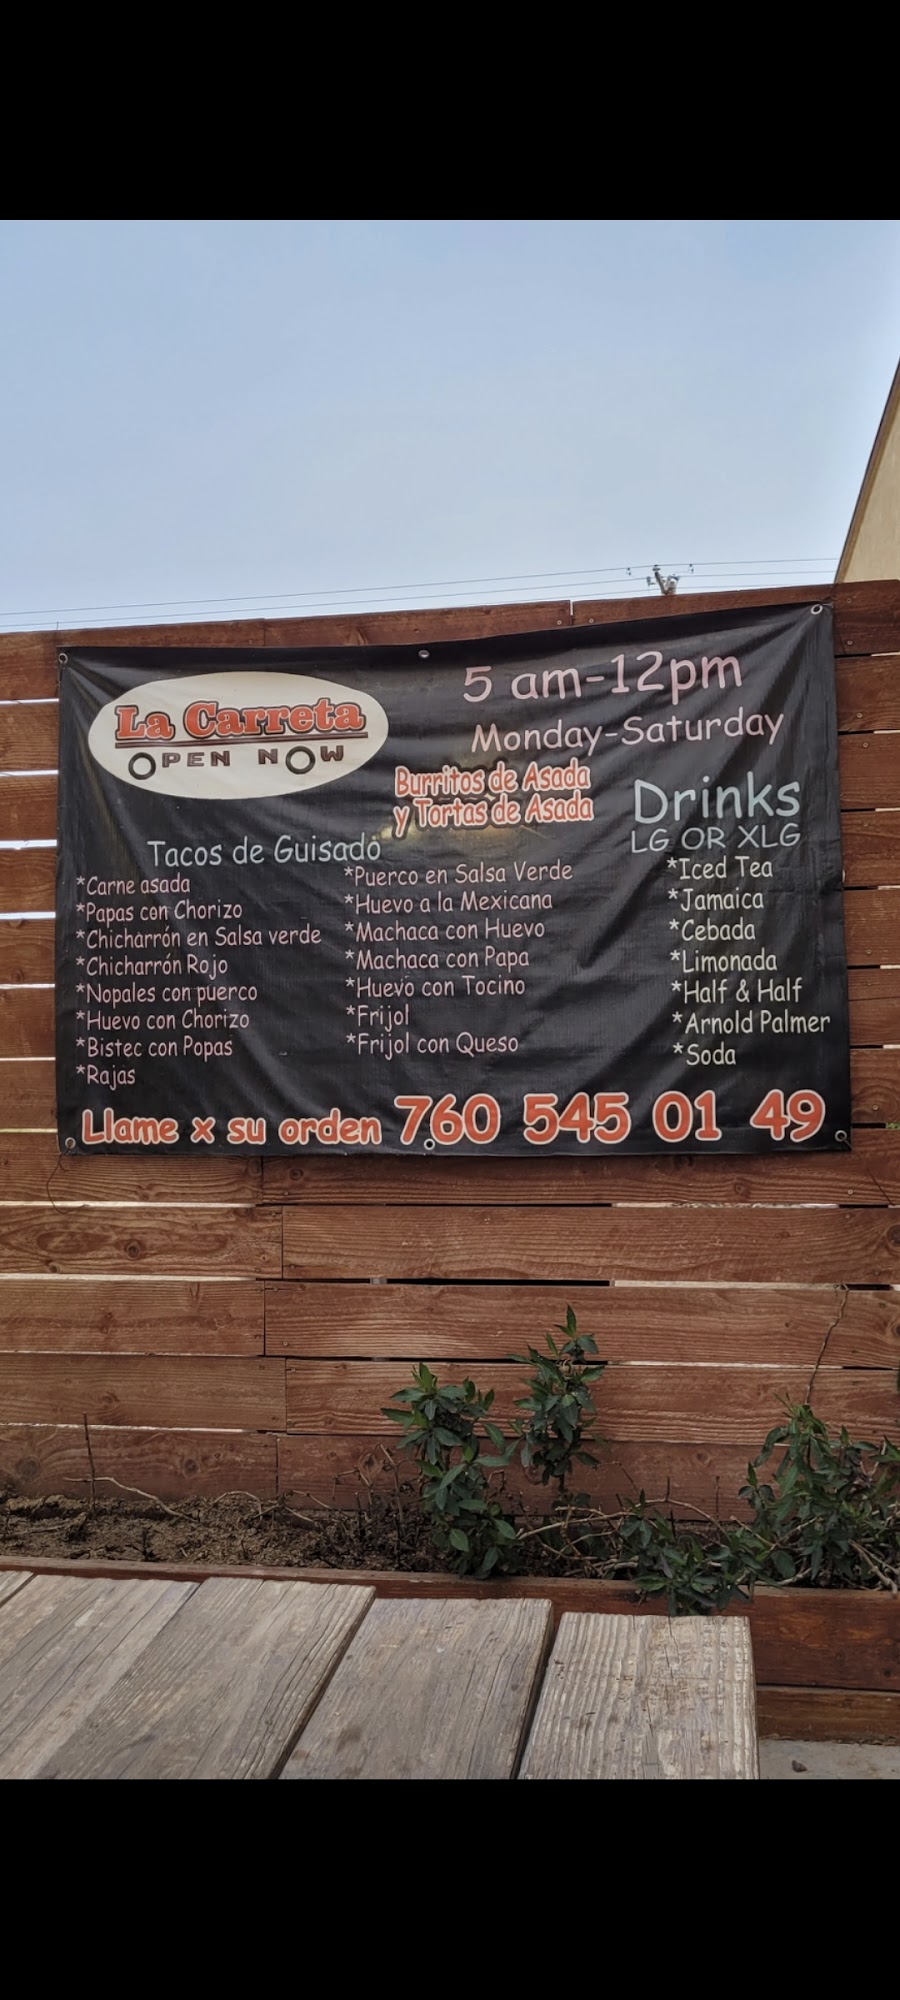 La Carreta
OPEN NOW
5 am-12pm
Monday-Saturday
Burritos de Asada
y Tortas de Asada
Tacos de Guisado
*Carne asada
*Papas con Chorizo
*Chicharrón en Salsa verde
*Chicharrón Rojo
*Nopales con puerco
*Huevo con Chorizo
*Bistec con Papas
*Rajas
*Puerco en Salsa Verde
*Huevo a la Mexicana
*Machaca con Huevo
*Machaca con Papa
*Huevo con Tocino
*Frijol
*Frijol con Queso
Drinks
LG OR XLG
*Iced Tea
*Jamaica
*Cebada
*Limonada
*Half & Half
*Arnold Palmer
*Soda
Llame x su orden 760 545 01 49